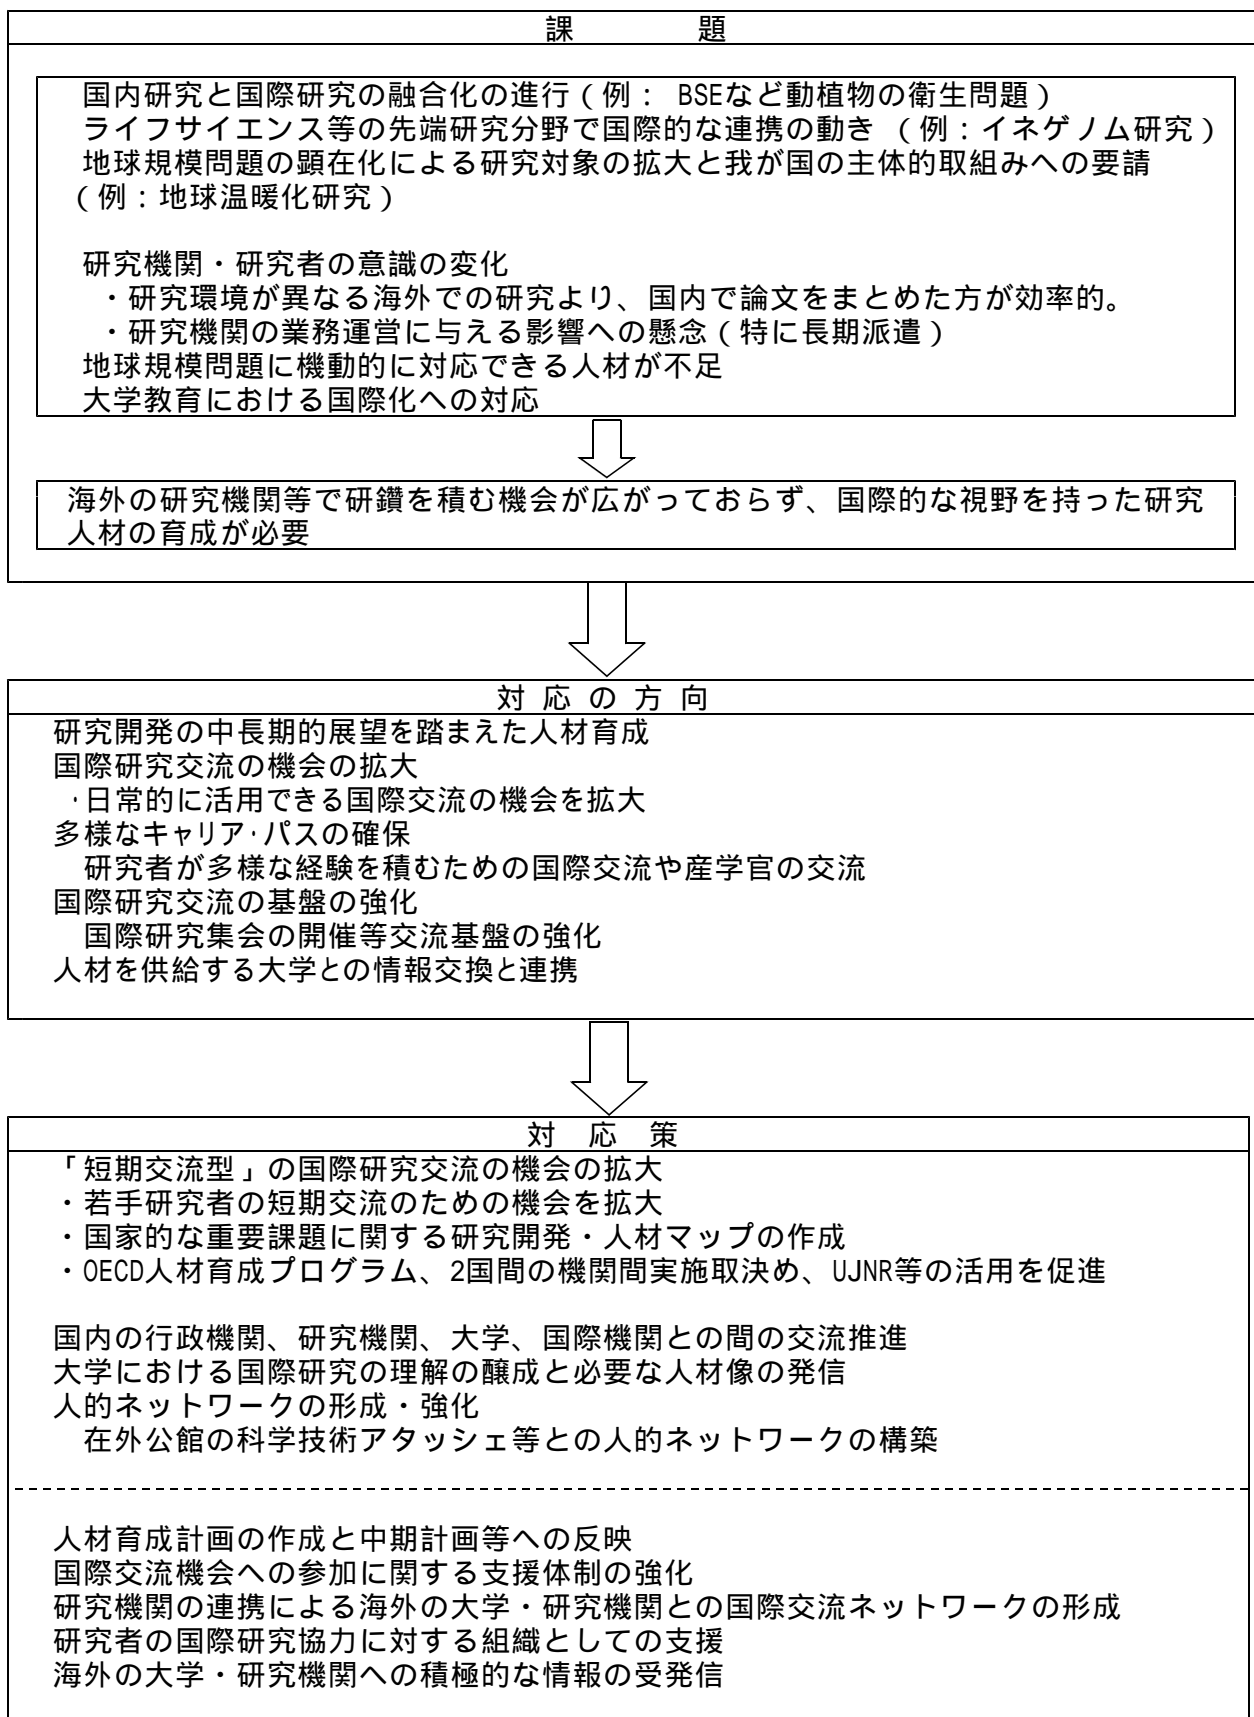 課題
国内研究と国際研究の融合化の進行（例： BSEなど動植物の衛生問題）
ライフサイエンス等の先端研究分野で国際的な連携の動き （例：イネゲノム研究）
地球規模問題の顕在化による研究対象の拡大と我が国の主体的取組みへの要請
（例：地球温暖化研究）
研究機関・研究者の意識の変化
・研究環境が異なる海外での研究より、国内で論文をまとめた方が効率的。
・研究機関の業務運営に与える影響への懸念（特に長期派遣）
地球規模問題に機動的に対応できる人材が不足
大学教育における国際化への対応
海外の研究機関等で研鑽を積む機会が広がっておらず、国際的な視野を持った研究
人材の育成が必要
対応の方向
研究開発の中長期的展望を踏まえた人材育成
国際研究交流の機会の拡大
・日常的に活用できる国際交流の機会を拡大
多様なキャリア・パスの確保
研究者が多様な経験を積むための国際交流や産学官の交流
国際研究交流の基盤の強化
国際研究集会の開催等交流基盤の強化
人材を供給する大学との情報交換と連携
対応策
「短期交流型」の国際研究交流の機会の拡大
・若手研究者の短期交流のための機会を拡大
・国家的な重要課題に関する研究開発・人材マップの作成
・OECD人材育成プログラム、2国間の機関間実施取決め、UJNR等の活用を促進
国内の行政機関、研究機関、大学、国際機関との間の交流推進
大学における国際研究の理解の醸成と必要な人材像の発信
人的ネットワークの形成・強化
在外公館の科学技術アタッシェ等との人的ネットワークの構築
人材育成計画の作成と中期計画等への反映
国際交流機会への参加に関する支援体制の強化
研究機関の連携による海外の大学・研究機関との国際交流ネットワークの形成
研究者の国際研究協力に対する組織としての支援
海外の大学・研究機関への積極的な情報の受発信